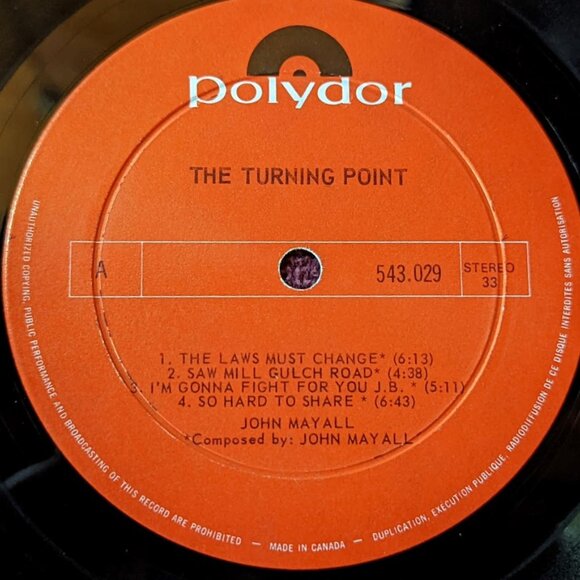 polydor
THE TURNING POINT
A
543.029
STEREO
33
1. THE LAWS MUST CHANGE* (6:13)
2. SAW MILL GULCH ROAD* (4:38)
3. I'M GONNA FIGHT FOR YOU J.B. * (5:11)
4. SO HARD TO SHARE * (6:43)
JOHN MAYALL
*Composed by: JOHN MAYALL
UNAUTHORIZED COPYING, PUBLIC PERFORMANCE AND BROADCASTING OF THIS RECORD ARE PROHIBITED – MADE IN CANADA – DUPLICATION, EXÉCUTION PUBLIQUE, RADIODIFFUSION DE CE DISQUE INTERDITES SANS AUTORISATION